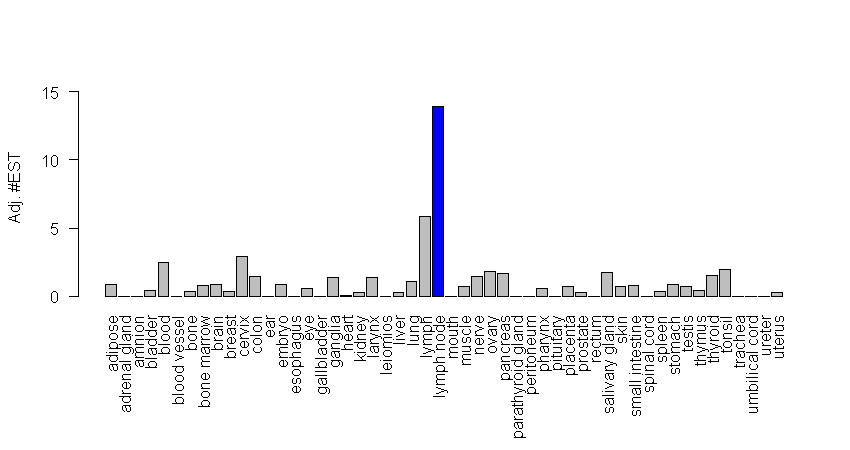 15
10
5
0
Adj. #EST
adipose
adrenal gland
amnion
bladder
blood
blood vessel
bone
bone marrow
brain
breast
cervix
colon
ear
embryo
esophagus
eye
gallbladder
ganglia
heart
kidney
larynx
leiomios
liver
lung
lymph
lymph node
mouth
muscle
nerve
ovary
pancreas
parathyroid gland
peritoneum
pharynx
pituitary
placenta
prostate
rectum
salivary gland
skin
small intestine
spinal cord
spleen
stomach
testis
thymus
thyroid
tonsil
trachea
umbilical cord
ureter
uterus